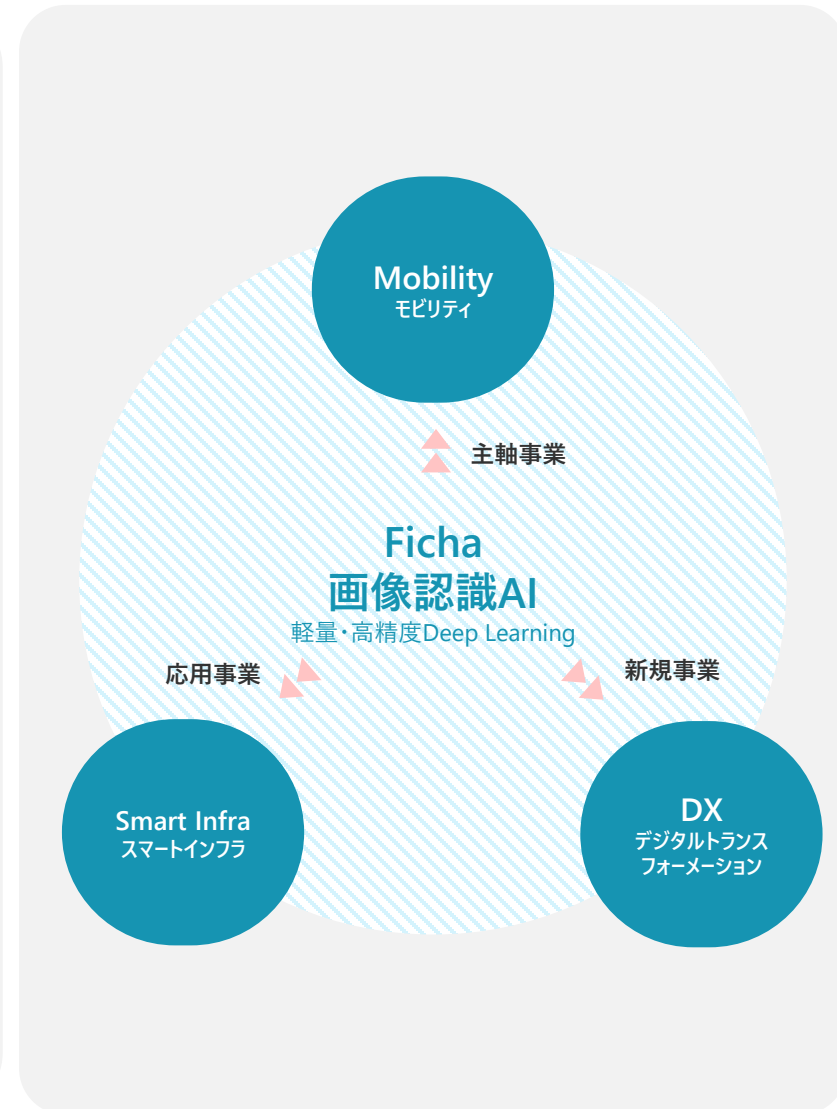 Mobility
モビリティ
主軸事業
Ficha
画像認識AI
軽量・高精度Deep Learning
応用事業
新規事業
Smart Infra
スマートインフラ
DX
デジタルトランス
フォーメーション